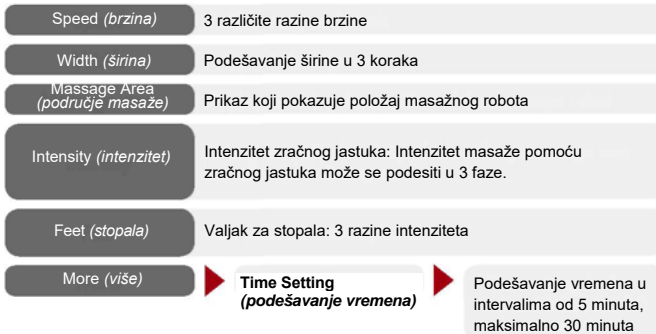 Speed (brzina)
3 različite razine brzine
Width (širina)
Podešavanje širine u 3 koraka
Massage Area
(područje masaže)
Prikaz koji pokazuje položaj masažnog robota
Intensity (intenzitet)
Intenzitet zračnog jastuka: Intenzitet masaže pomoću
zračnog jastuka može se podesiti u 3 faze.
Feet (stopala)
Valjak za stopala: 3 razine intenziteta
More (više)
Time Setting
(podešavanje vremena)
Podešavanje vremena u
intervalima od 5 minuta,
maksimalno 30 minuta